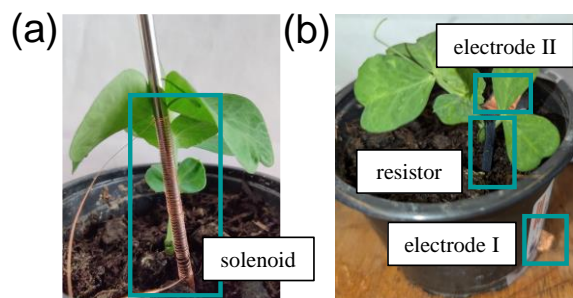 (a)
solenoid
(b)
electrode II
resistor
electrode I